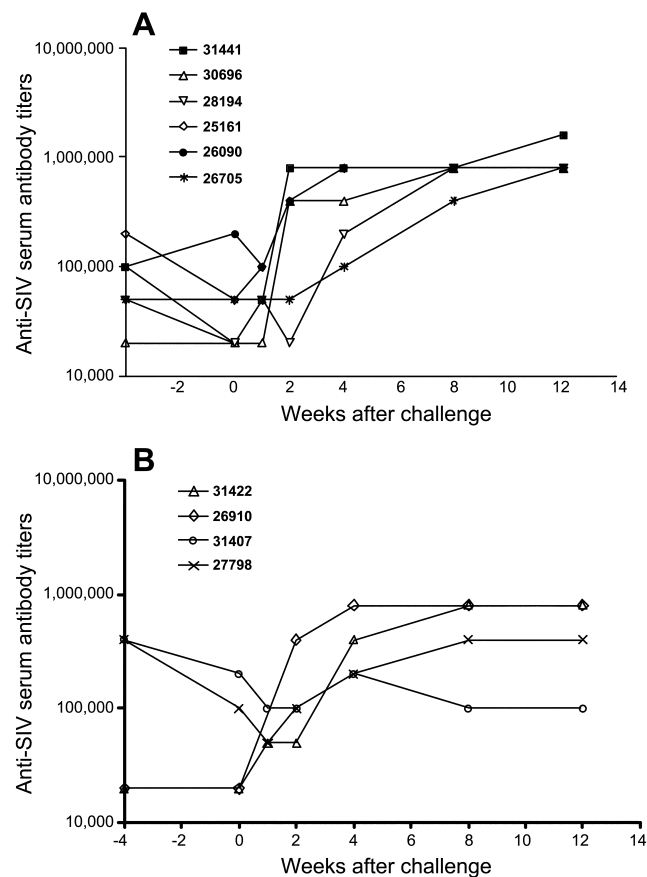 A
10,000,000
1,000,000
100,000
10,000
Anti-SIV serum antibody titers
31441
30696
28194
25161
26090
26705
-2 0 2 4 6 8 10 12 14
Weeks after challenge
B
10,000,000
1,000,000
100,000
10,000
Anti-SIV serum antibody titers
31422
26910
31407
27798
-4 -2 0 2 4 6 8 10 12 14
Weeks after challenge